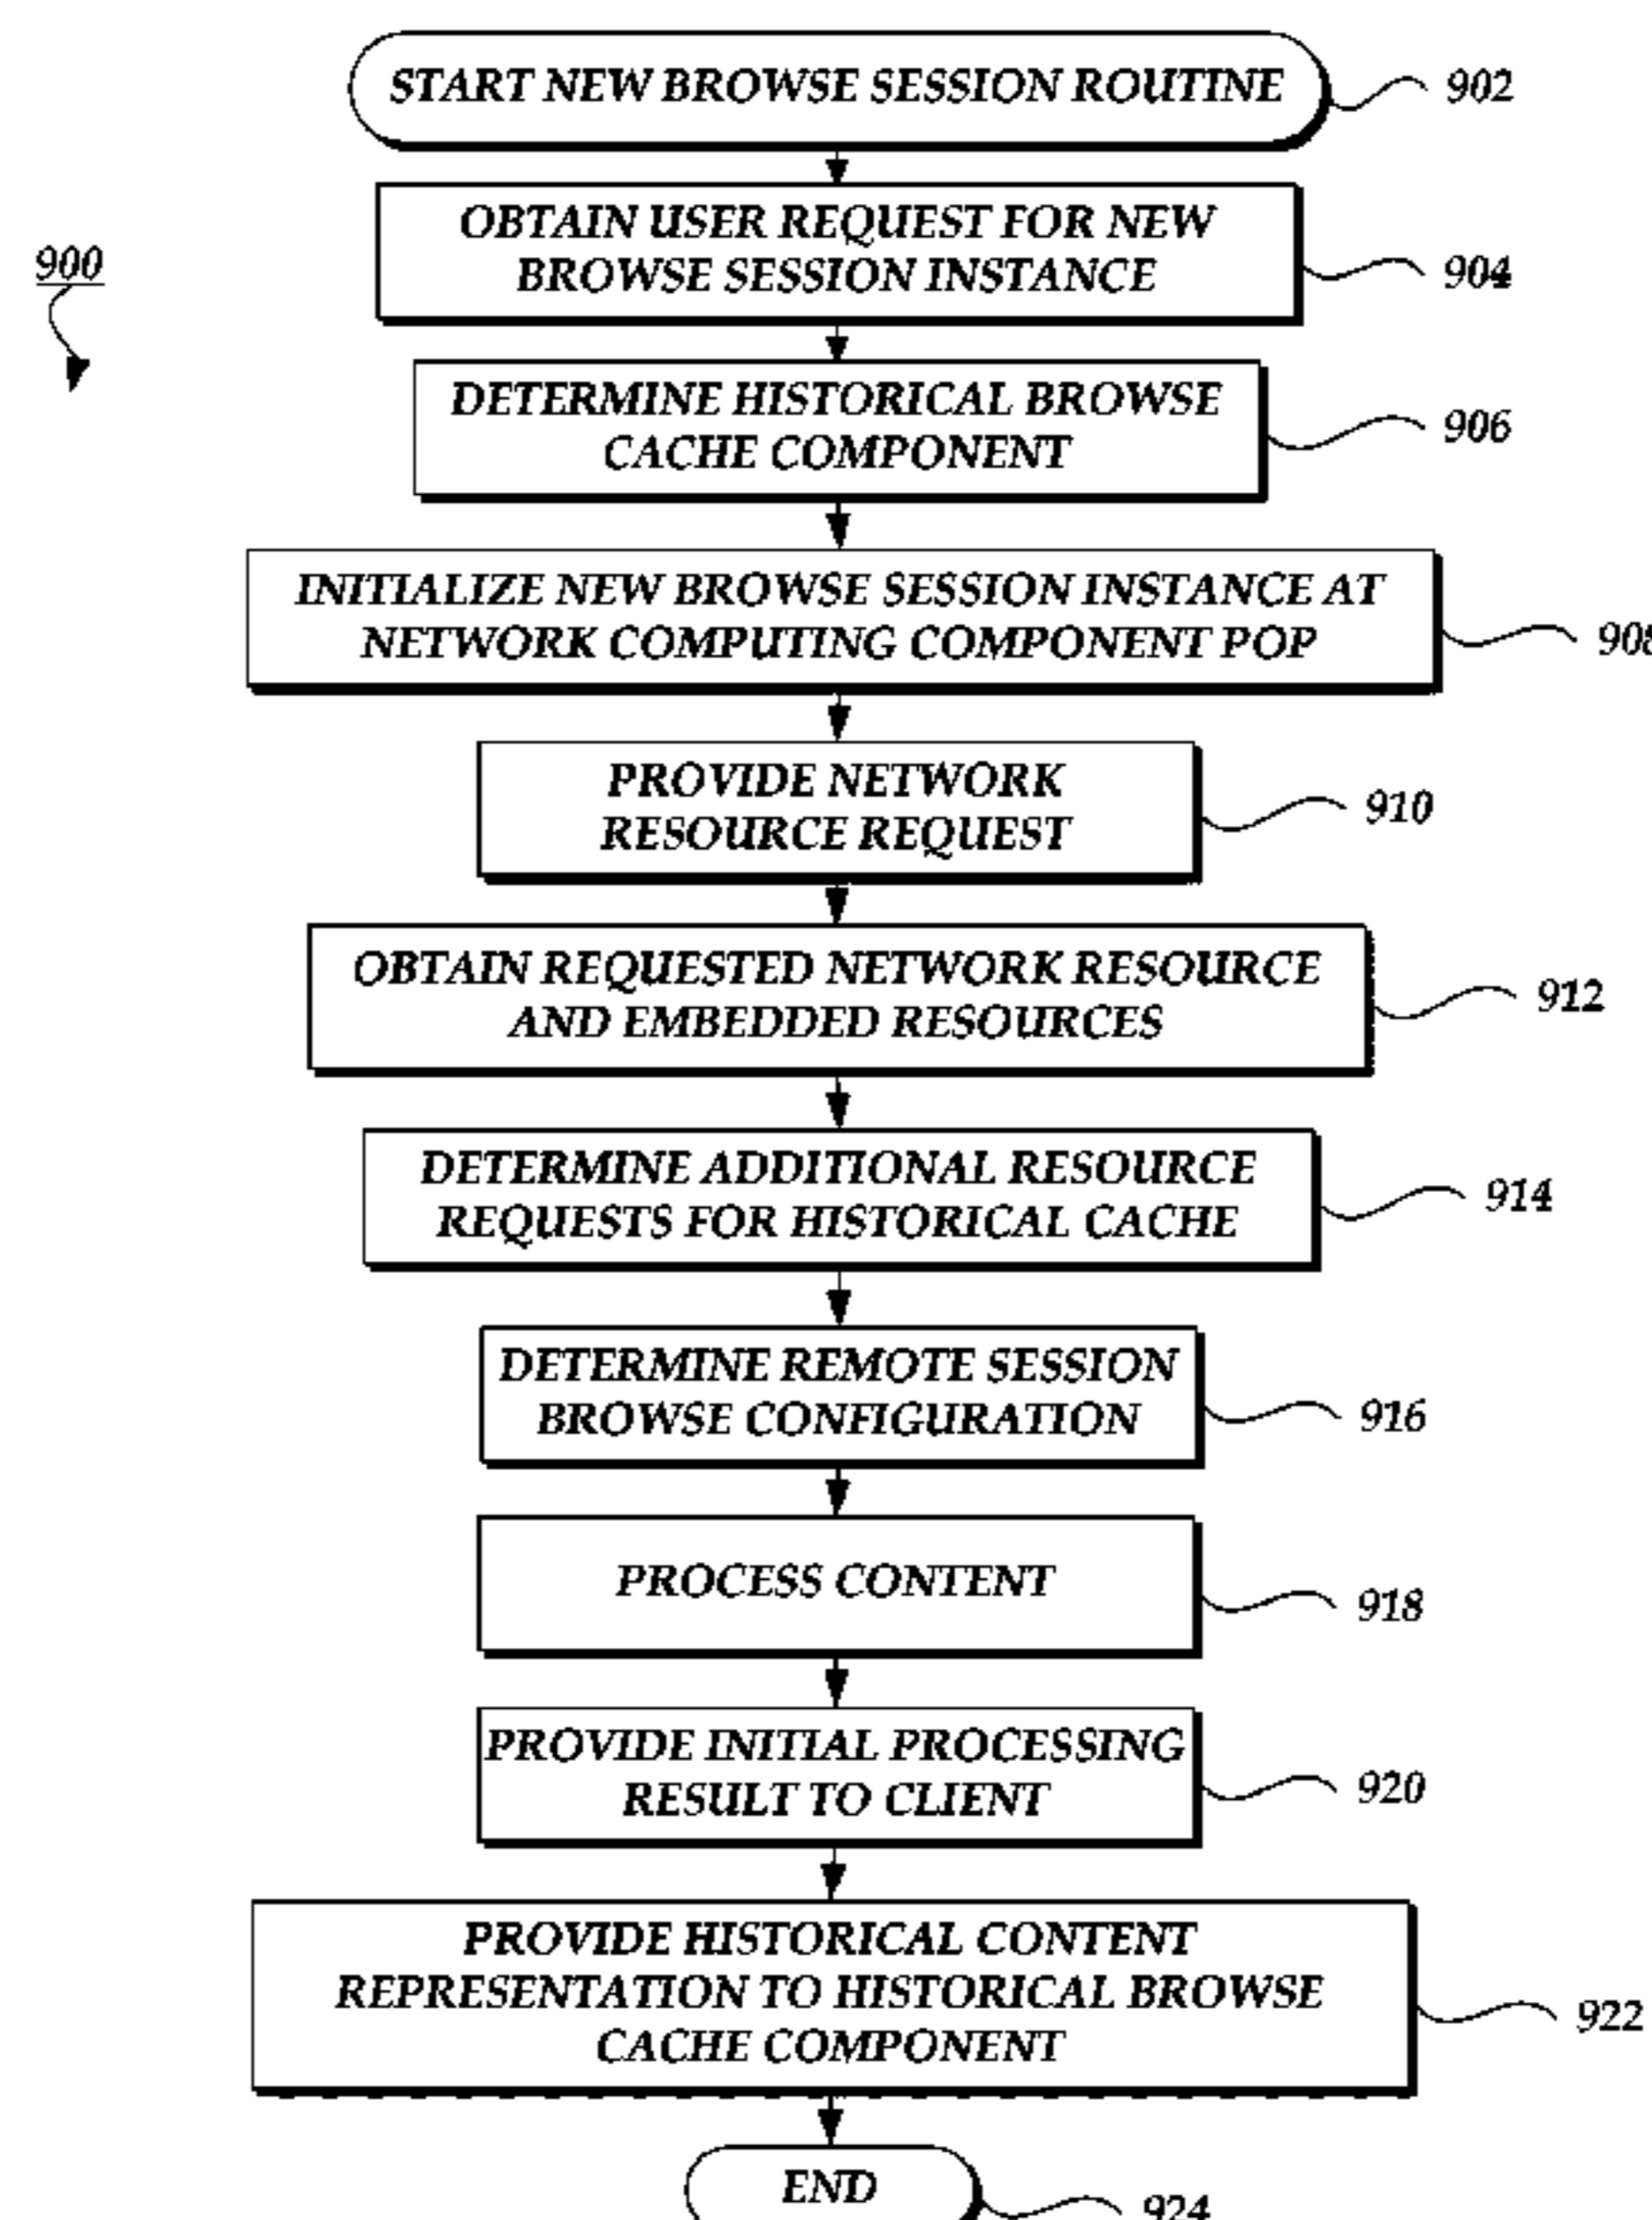 START NEW BROWSE SESSION ROUTINE
902
OBTAIN USER REQUEST FOR NEW
BROWSE SESSION INSTANCE
904
900
DETERMINE HISTORICAL BROWSE
CACHE COMPONENT
906
INITIALIZE NEW BROWSE SESSION INSTANCE AT
NETWORK COMPUTING COMPONENT POP
908
PROVIDE NETWORK
RESOURCE REQUEST
910
OBTAIN REQUESTED NETWORK RESOURCE
AND EMBEDDED RESOURCES
912
DETERMINE ADDITIONAL RESOURCE
REQUESTS FOR HISTORICAL CACHE
914
DETERMINE REMOTE SESSION
BROWSE CONFIGURATION
916
PROCESS CONTENT
918
PROVIDE INITIAL PROCESSING
RESULT TO CLIENT
920
PROVIDE HISTORICAL CONTENT
REPRESENTATION TO HISTORICAL BROWSE
CACHE COMPONENT
922
END
924